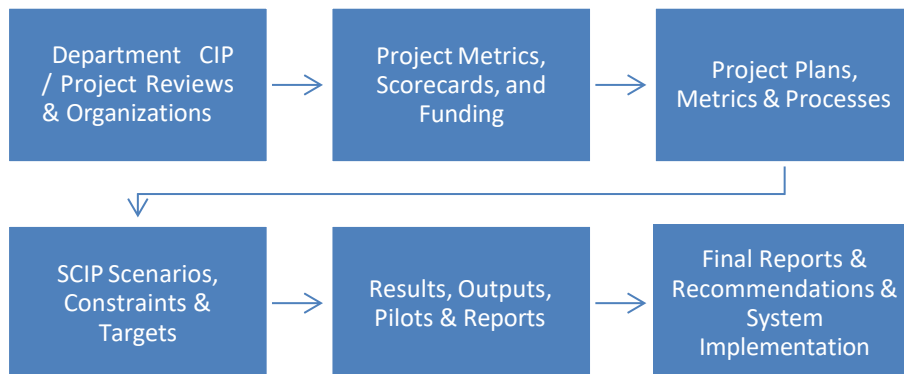 Department CIP
/ Project Reviews
& Organizations
Project Metrics,
Scorecards, and
Funding
Project Plans,
Metrics & Processes
SCIP Scenarios,
Constraints &
Targets
Results, Outputs,
Pilots & Reports
Final Reports &
Recommendations &
System
Implementation